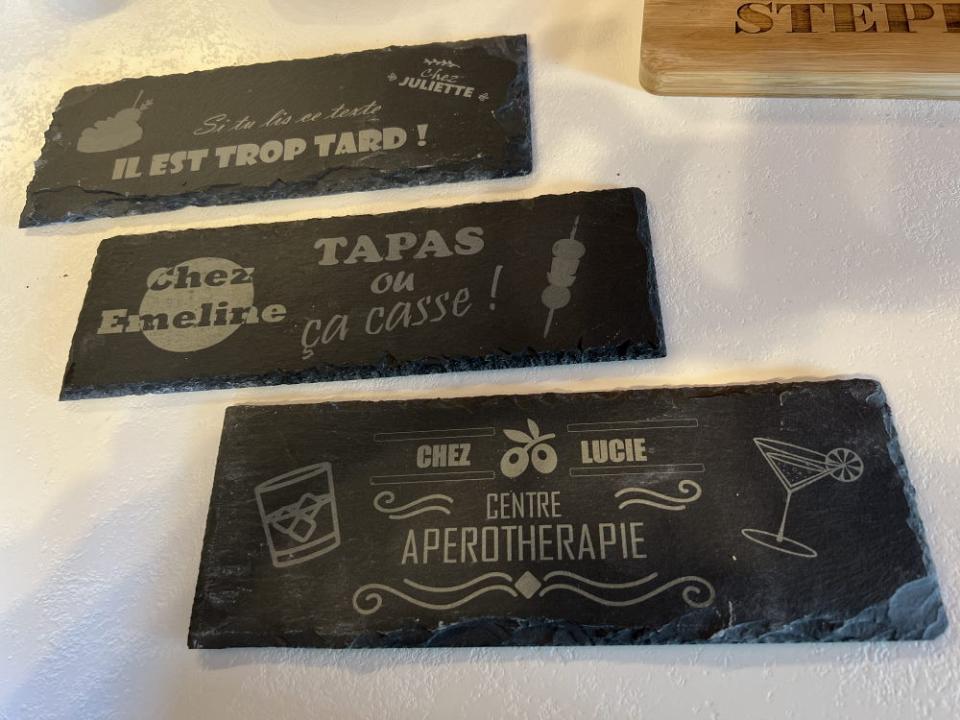 Chez
JULIETTE
Si tu lis ce texte
IL EST TROP TARD !
Chez
Emeline
TAPAS
ou
ça casse !
CHEZ LUCIE
CENTRE
APEROTHERAPIE